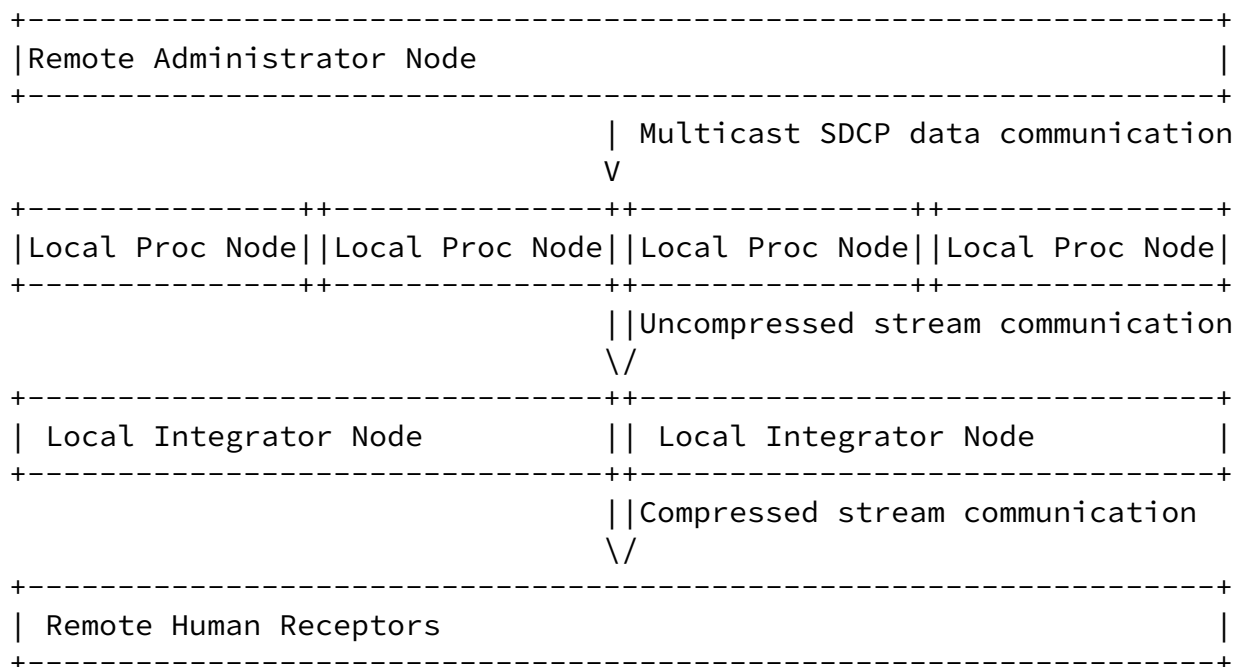 Remote Administrator Node
Multicast SDCP data communication
Local Proc Node Local Proc Node Local Proc Node Local Proc Node
Uncompressed stream communication
Local Integrator Node Local Integrator Node
Compressed stream communication
Remote Human Receptors